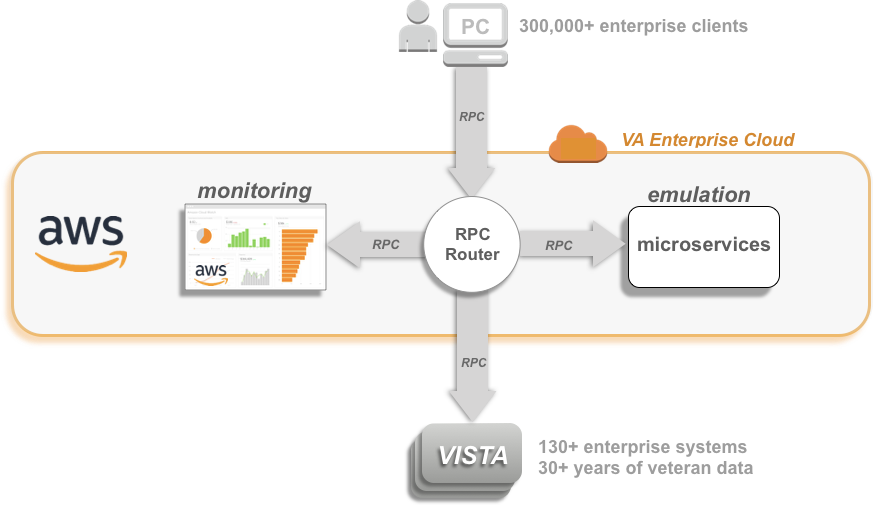 PC
300,000+ enterprise clients
RPC
VA Enterprise Cloud
monitoring
emulation
aws
RPC
RPC
Router
RPC
microservices
aws
RPC
VISTA
130+ enterprise systems
30+ years of veteran data